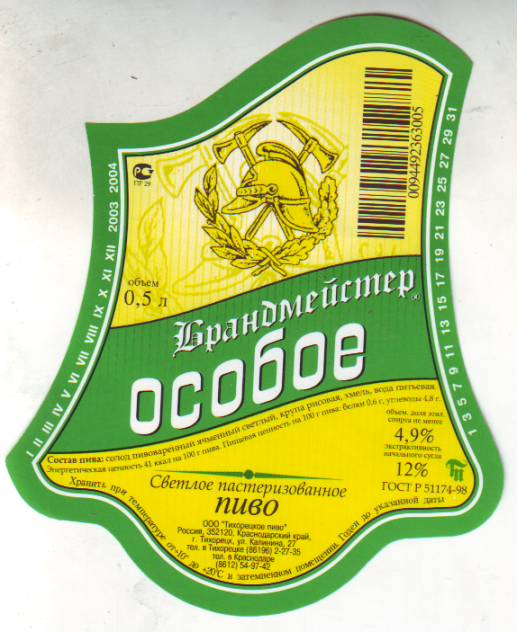 0094492363005
РСТ
ПР 29
объем
0,5 л
Брандмейстер
особое
I II III IV V VI VII VIII IX X XI XII 2003 2004
1 3 5 7 9 11 13 15 17 19 21 23 25 27 29 31
Состав пива: солод пивоваренный ячменный светлый, крупа рисовая, хмель, вода питьевая.
Энергетическая ценность 41 ккал на 100 г пива. Пищевая ценность на 100 г пива: белки 0,6 г, углеводы 4,8 г.
объем. доля этил.
спирта не менее
4,9%
экстрактивность
начального сусла
12%
ГОСТ Р 51174-98
Светлое пастеризованное
пиво
ООО "Тихорецкое пиво"
Россия, 352120, Краснодарский край,
г. Тихорецк, ул. Калинина, 27
тел. в Тихорецке (86196) 2-27-35
тел. в Краснодаре
(8612) 54-97-42
Хранить при температуре от+10° до +20°С в затемненном помещении. Годен до указанной даты